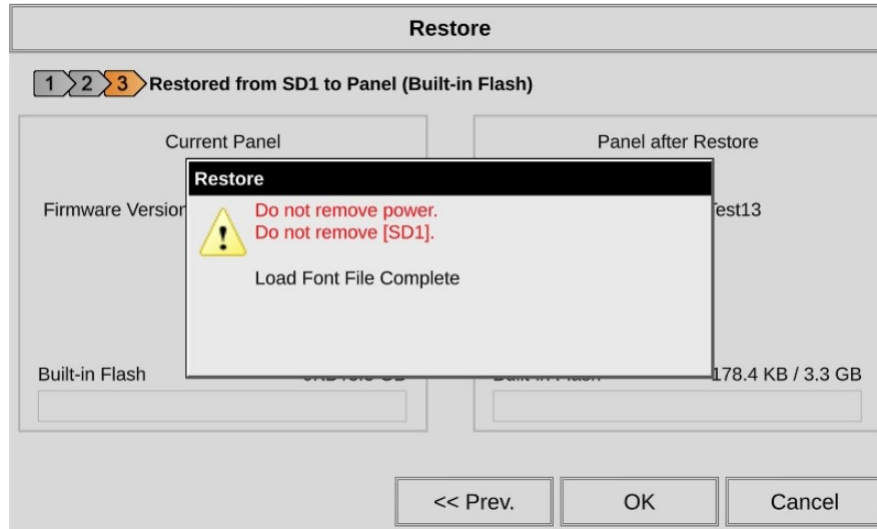 Restore
1 2 3 Restored from SD1 to Panel (Built-in Flash)
Current Panel
Panel after Restore
Restore
Firmware Version
Do not remove power.
Do not remove [SD1].
Load Font File Complete
Test13
Built-in Flash
178.4 KB / 3.3 GB
<< Prev.
OK
Cancel